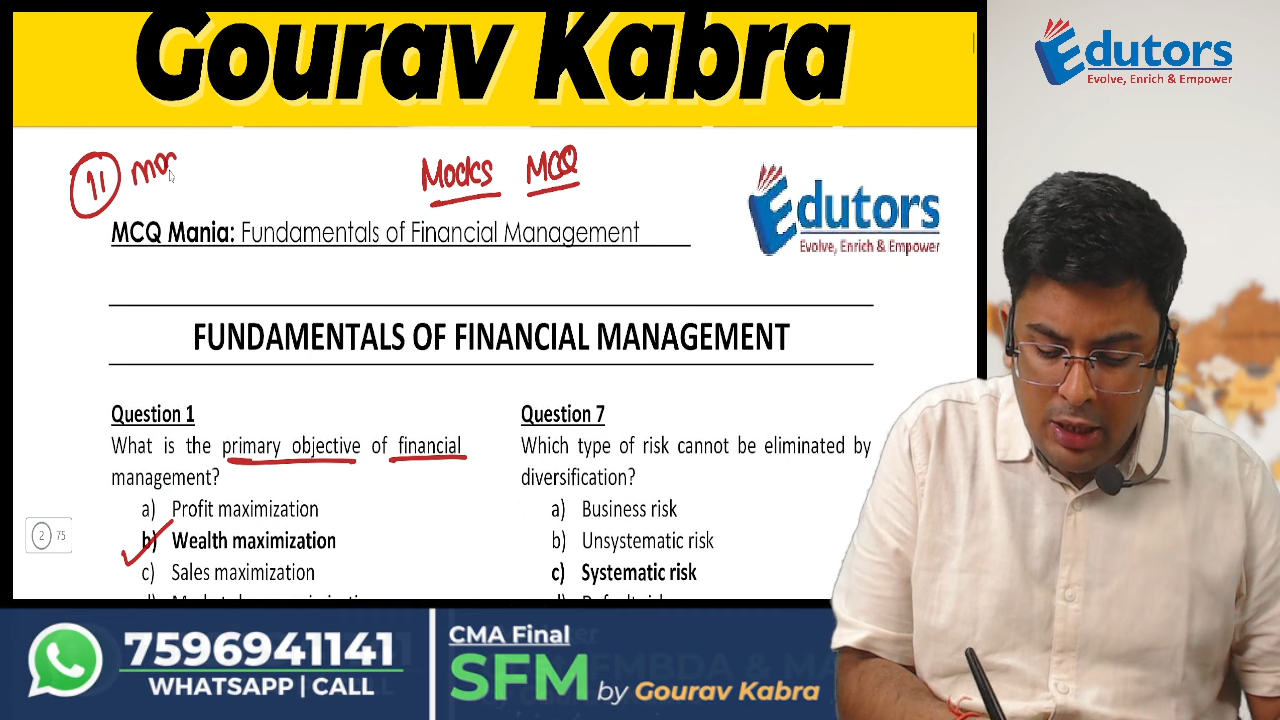 Gourav Kabra
Edutors
Evolve, Enrich & Empower
Mocks MCQ
Edutors
Evolve, Enrich & Empower
MCQ Mania: Fundamentals of Financial Management
FUNDAMENTALS OF FINANCIAL MANAGEMENT
Question 1
What is the primary objective of financial
management?
a) Profit maximization
b) Wealth maximization
c) Sales maximization
Question 7
Which type of risk cannot be eliminated by
diversification?
a) Business risk
b) Unsystematic risk
c) Systematic risk
2 75
7596941141
WHATSAPP | CALL
CMA Final
SFM by Gourav Kabra